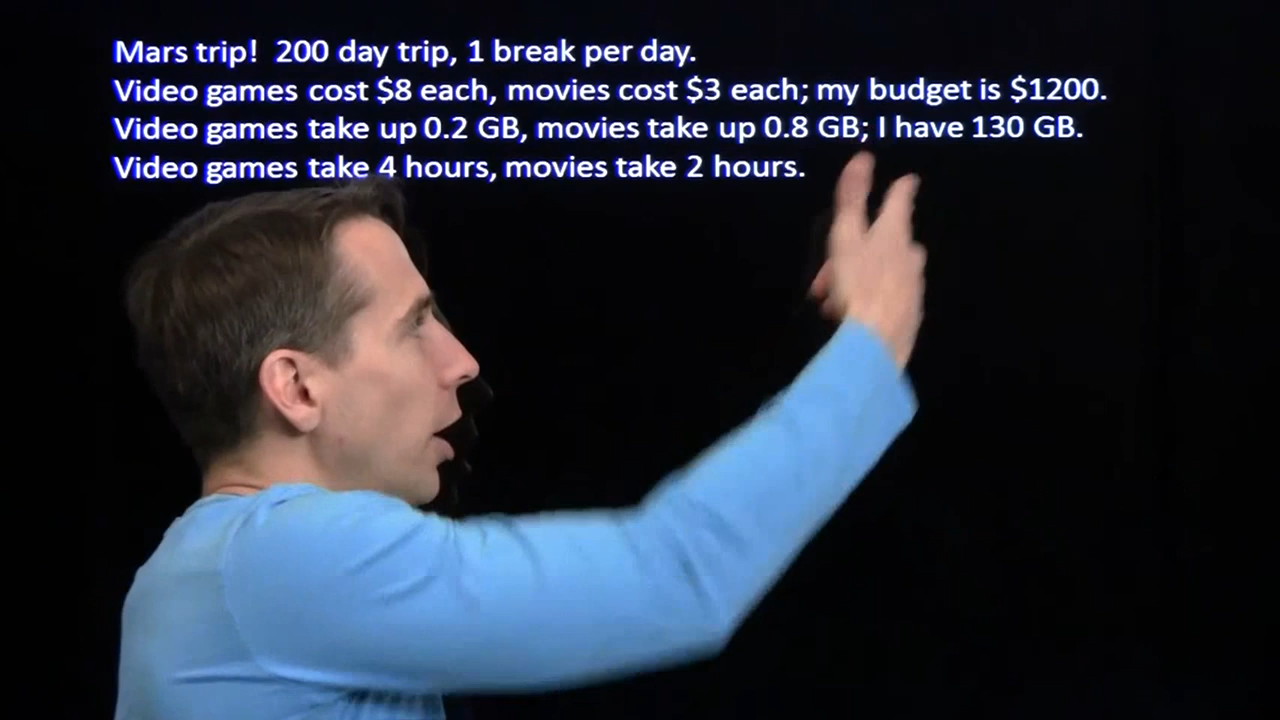 Mars trip!  200 day trip, 1 break per day.
Video games cost $8 each, movies cost $3 each; my budget is $1200.
Video games take up 0.2 GB, movies take up 0.8 GB; I have 130 GB.
Video games take 4 hours, movies take 2 hours.